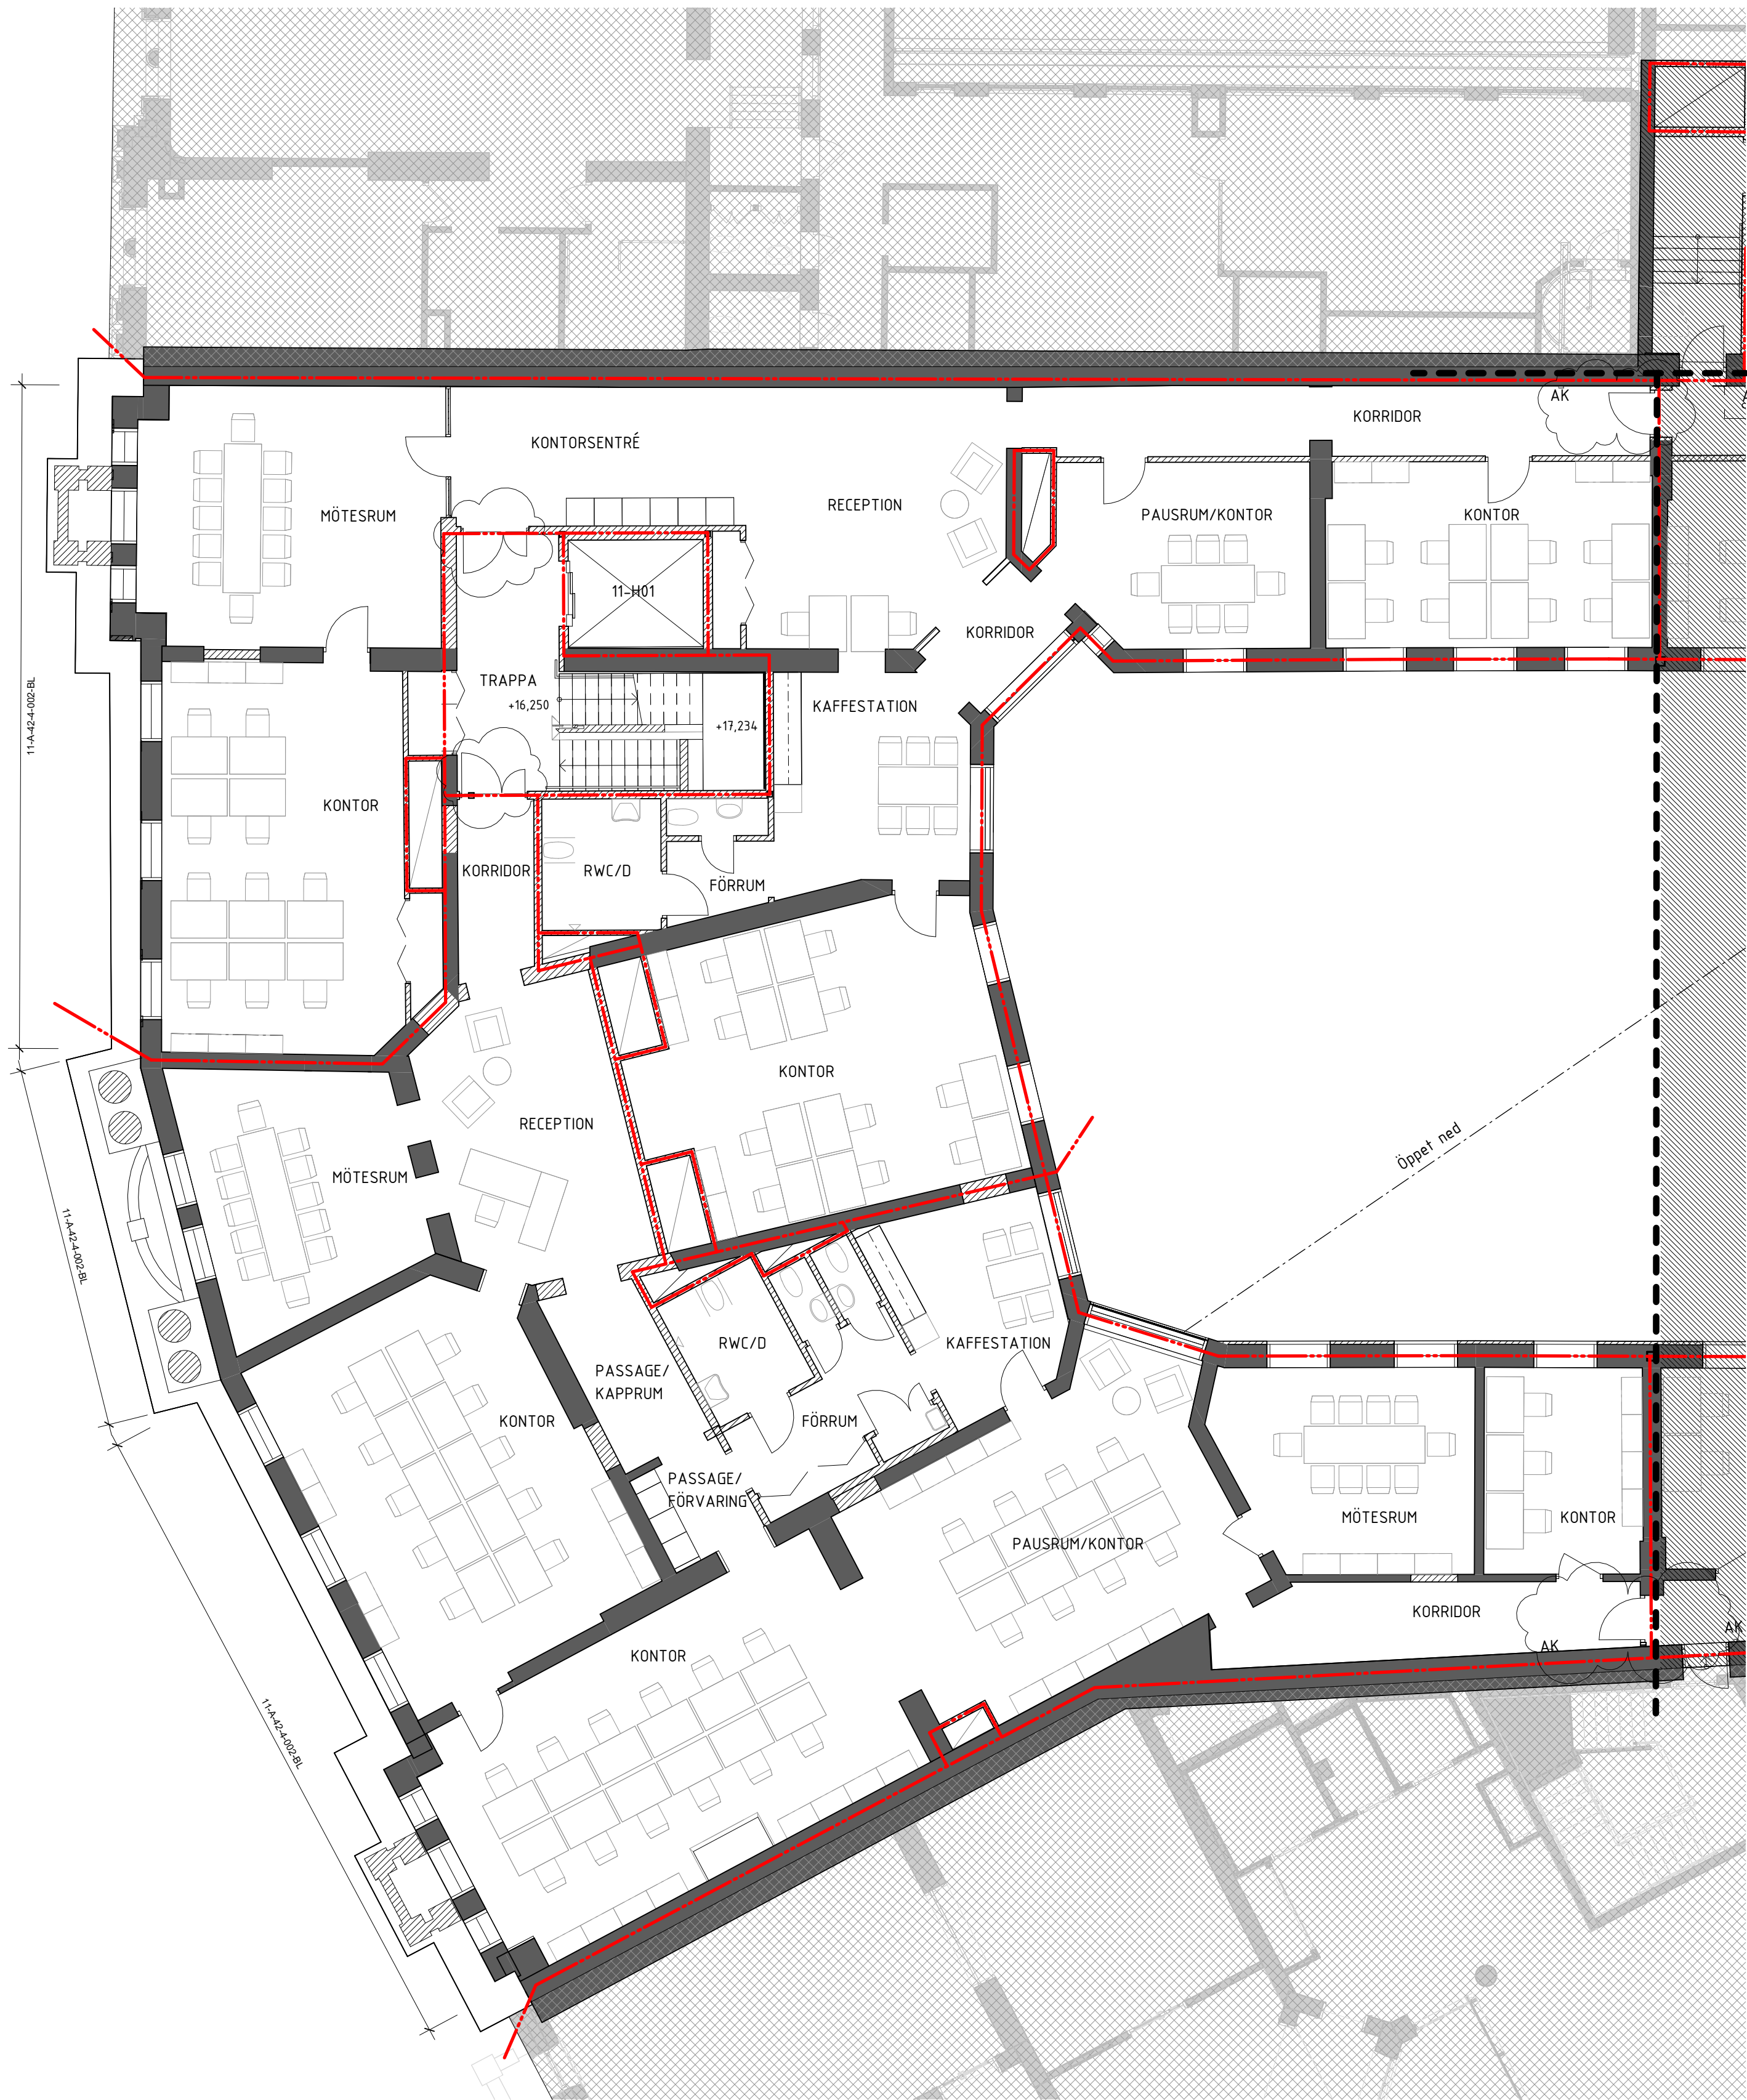 AK
KORRIDOR
KONTORSENTRÉ
MÖTESRUM
RECEPTION
PAUSRUM/KONTOR
KONTOR
11-H01
KORRIDOR
TRAPPA
+16,250
+17,234
KAFFESTATION
11-A-42-4-002-BL
KONTOR
KORRIDOR
RWC/D
FÖRRUM
KONTOR
RECEPTION
MÖTESRUM
Öppet ned
11-A-42-4-002-BL
RWC/D
KAFFESTATION
PASSAGE/
KAPPRUM
KONTOR
FÖRRUM
PASSAGE/
FÖRVARING
PAUSRUM/KONTOR
MÖTESRUM
KONTOR
KORRIDOR
AK
AK
KONTOR
11-A-42-4-002-BL